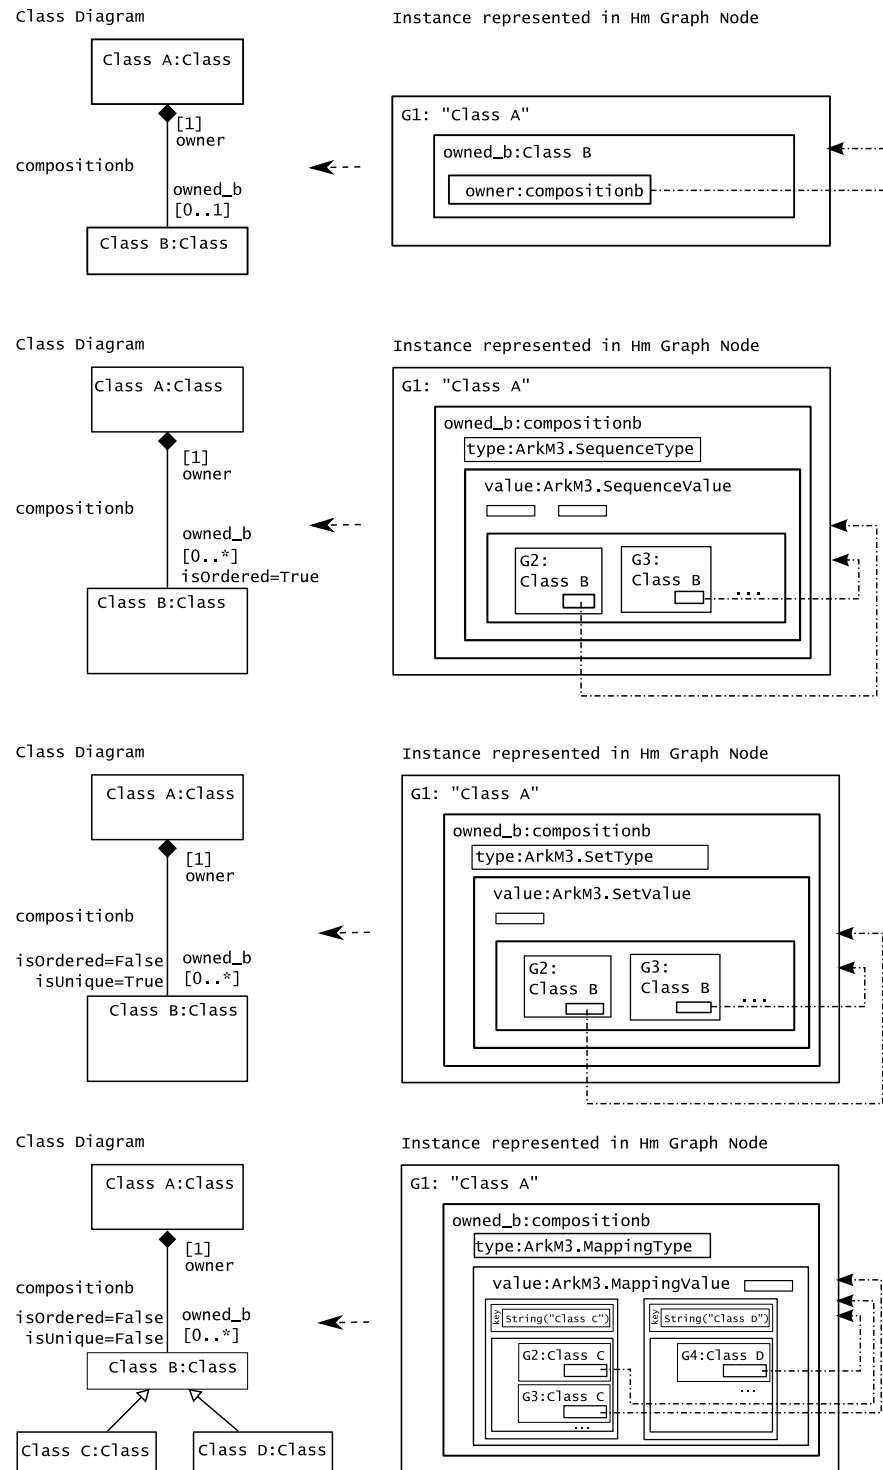 Class Diagram
Instance represented in Hm Graph Node
Class A:Class
[1]
owner
compositionb
owned_b
[0..1]
Class B:Class
G1: "Class A"
owned_b:Class B
owner:compositionb
Class Diagram
Instance represented in Hm Graph Node
Class A:Class
[1]
owner
compositionb
owned_b
[0..*]
isOrdered=True
Class B:Class
G1: "Class A"
owned_b:compositionb
type:ArkM3.SequenceType
value:ArkM3.SequenceValue
G2:
Class B
G3:
Class B
...
Class Diagram
Instance represented in Hm Graph Node
Class A:Class
[1]
owner
compositionb
isOrdered=False
isUnique=True
owned_b
[0..*]
Class B:Class
G1: "Class A"
owned_b:compositionb
type:ArkM3.SetType
value:ArkM3.SetValue
G2:
Class B
G3:
Class B
...
Class Diagram
Instance represented in Hm Graph Node
Class A:Class
[1]
owner
compositionb
isOrdered=False
isUnique=False
owned_b
[0..*]
Class B:Class
Class C:Class
Class D:Class
G1: "Class A"
owned_b:compositionb
type:ArkM3.MappingType
value:ArkM3.MappingValue
key
String("Class C")
G2:Class C
G3:Class C
...
key
String("Class D")
G4:Class D
...